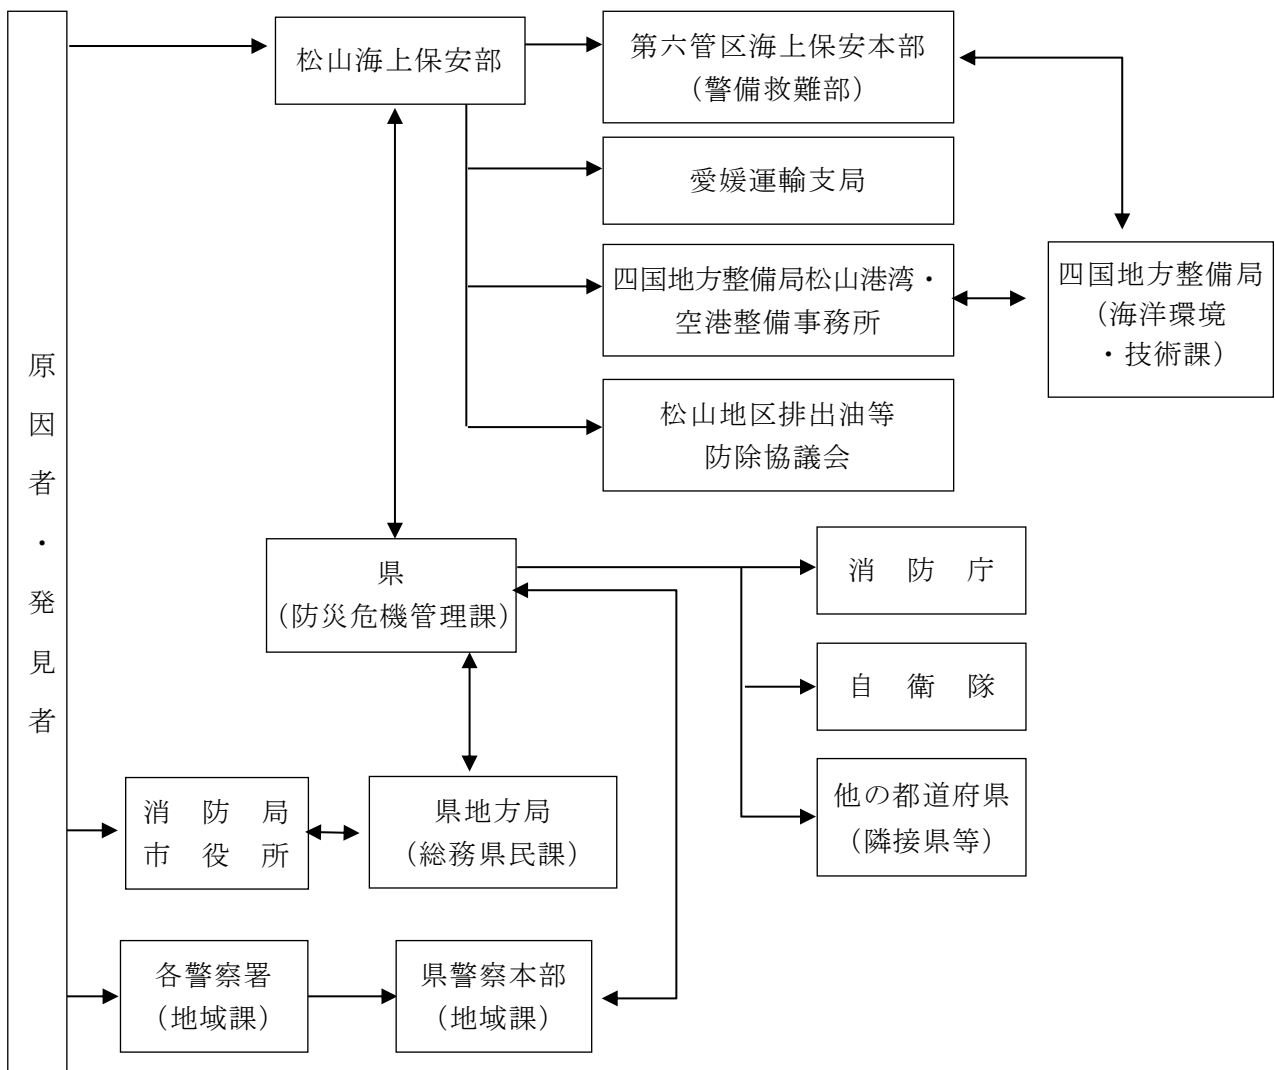 原因者・発見者
松山海上保安部
第六管区海上保安本部
（警備救難部）
愛媛運輸支局
四国地方整備局松山港湾・
空港整備事務所
四国地方整備局
（海洋環境
・技術課）
松山地区排出油等
防除協議会
県
（防災危機管理課）
消　防　庁
自　衛　隊
他の都道府県
（隣接県等）
消　防　局
市　役　所
県地方局
（総務県民課）
各警察署
（地域課）
県警察本部
（地域課）